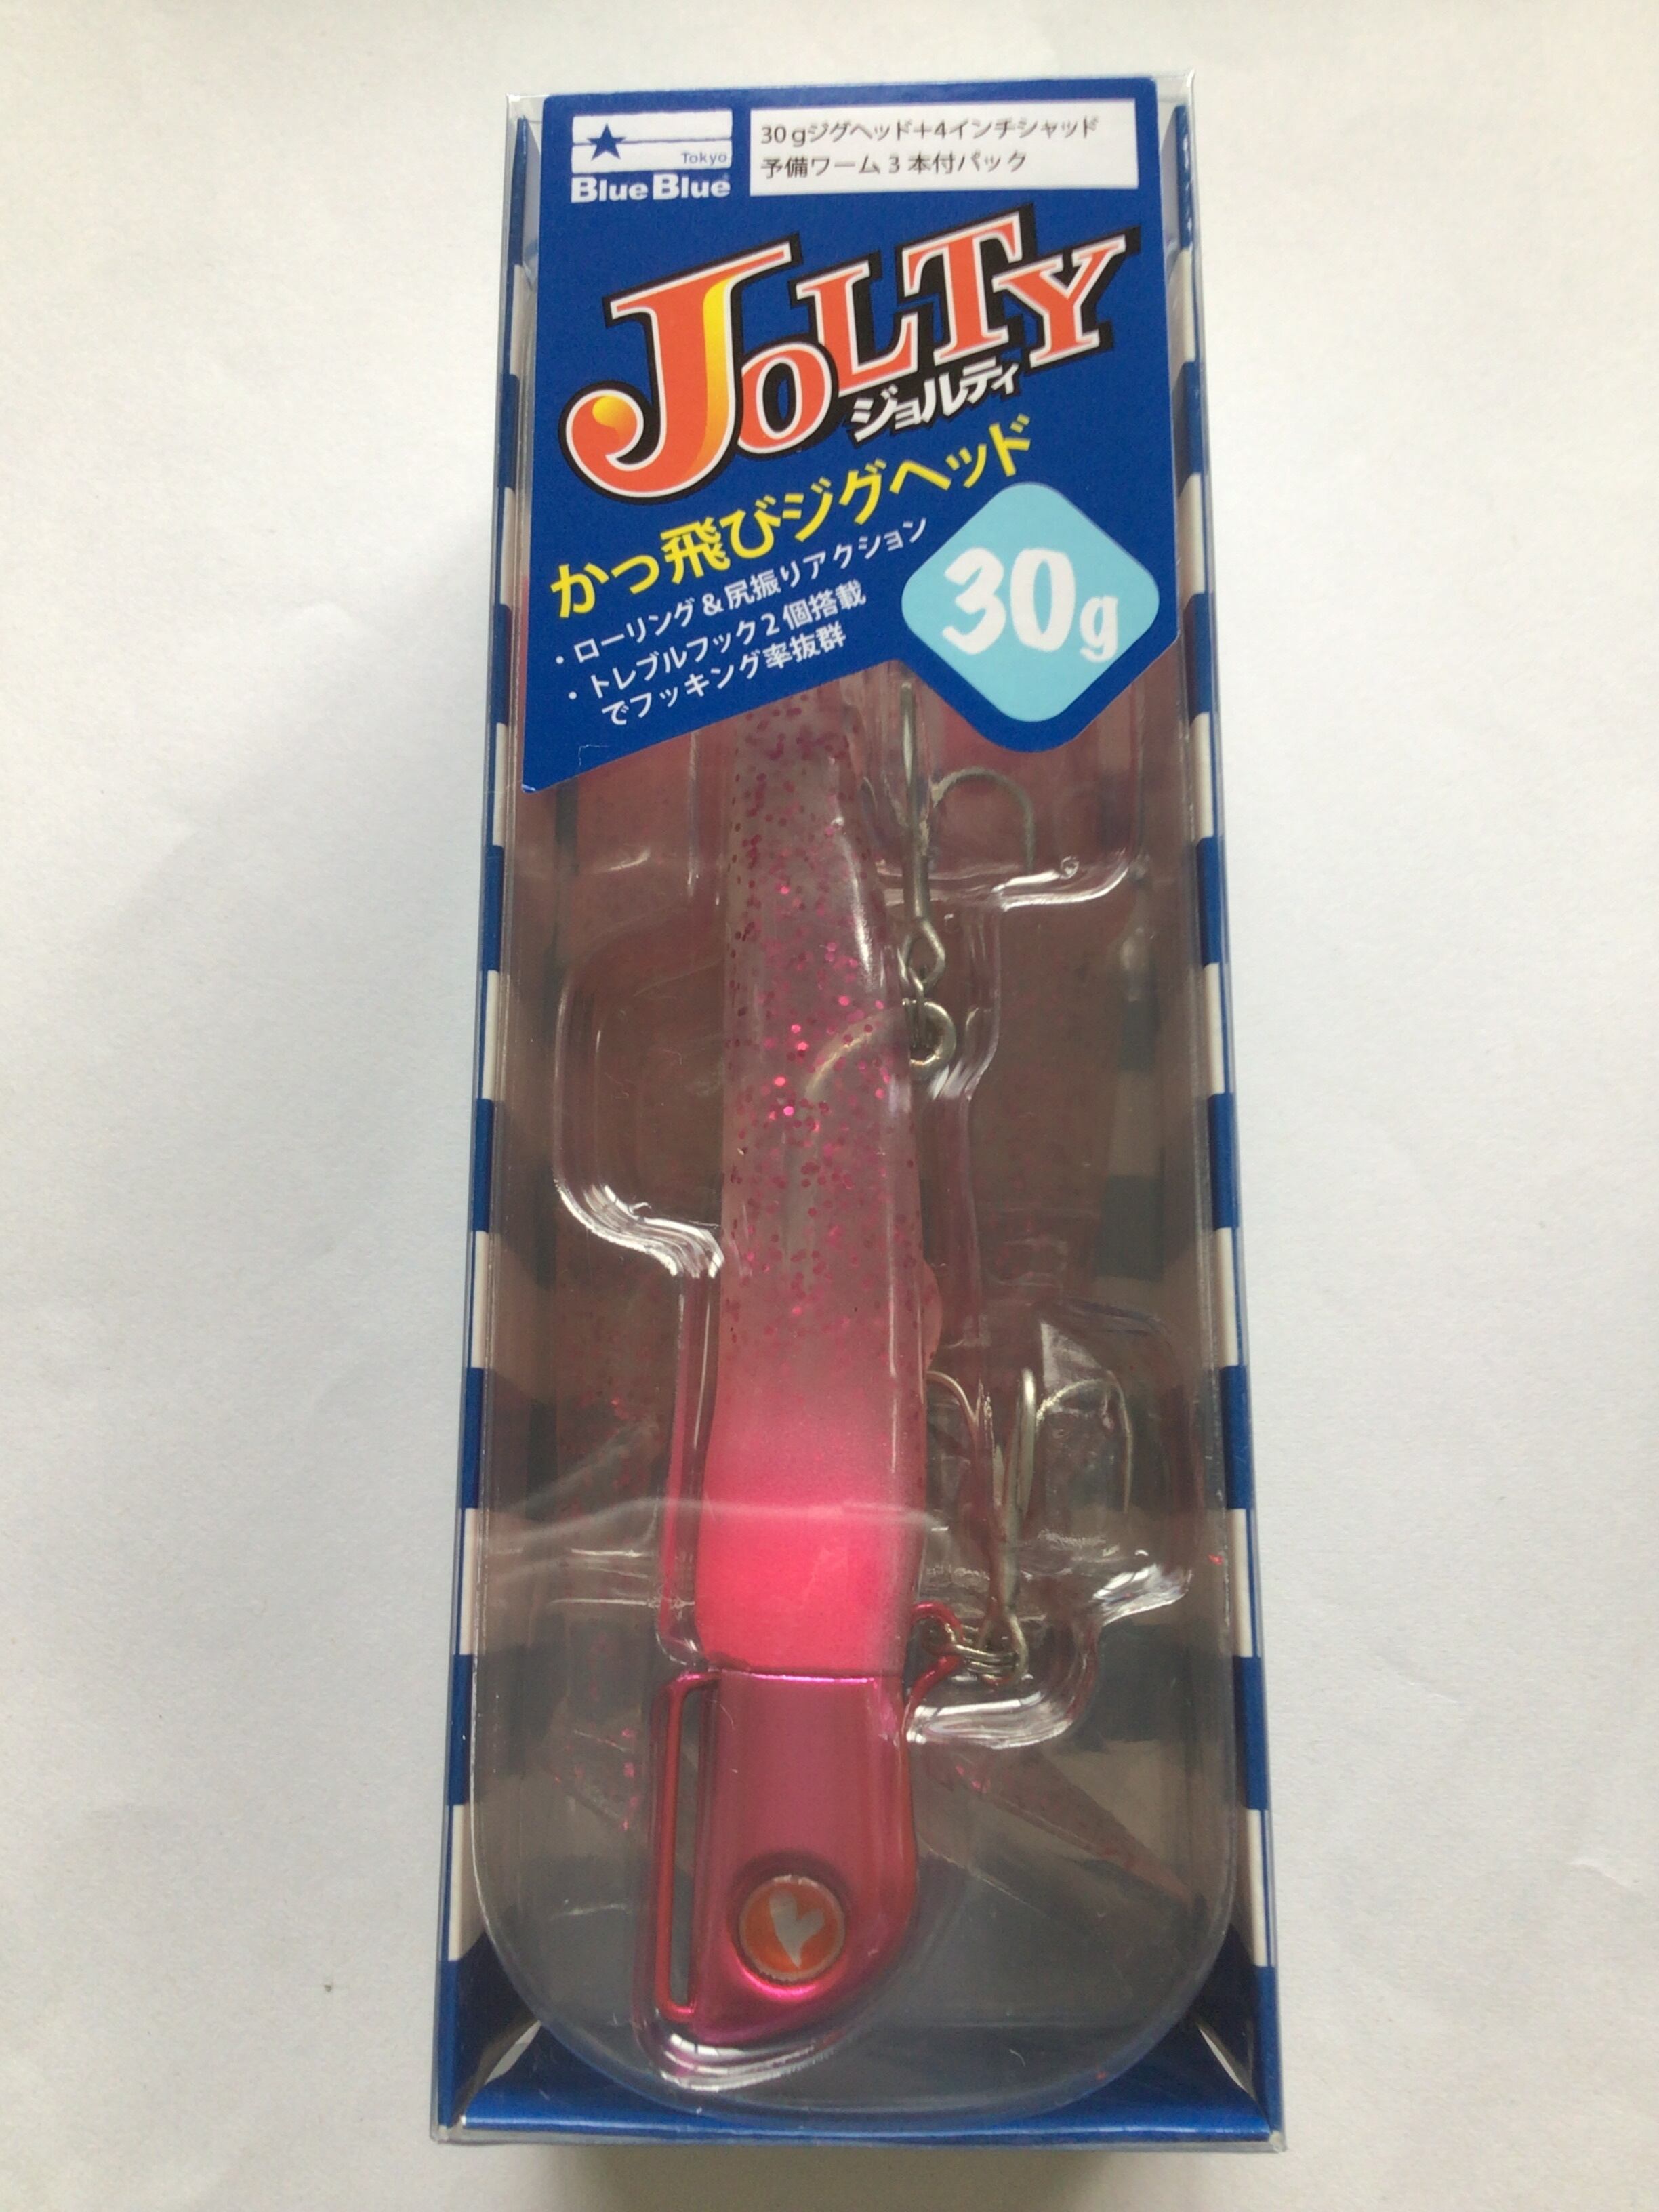 Tokyo
BlueBlue
30gジグヘッド+4インチシャッド
予備ワーム3本付パック
JOLTY
ジョルティ
かっ飛びジグヘッド
・ローリング&尻振りアクション
・トレブルフック2個搭載
でフッキング率抜群
30g